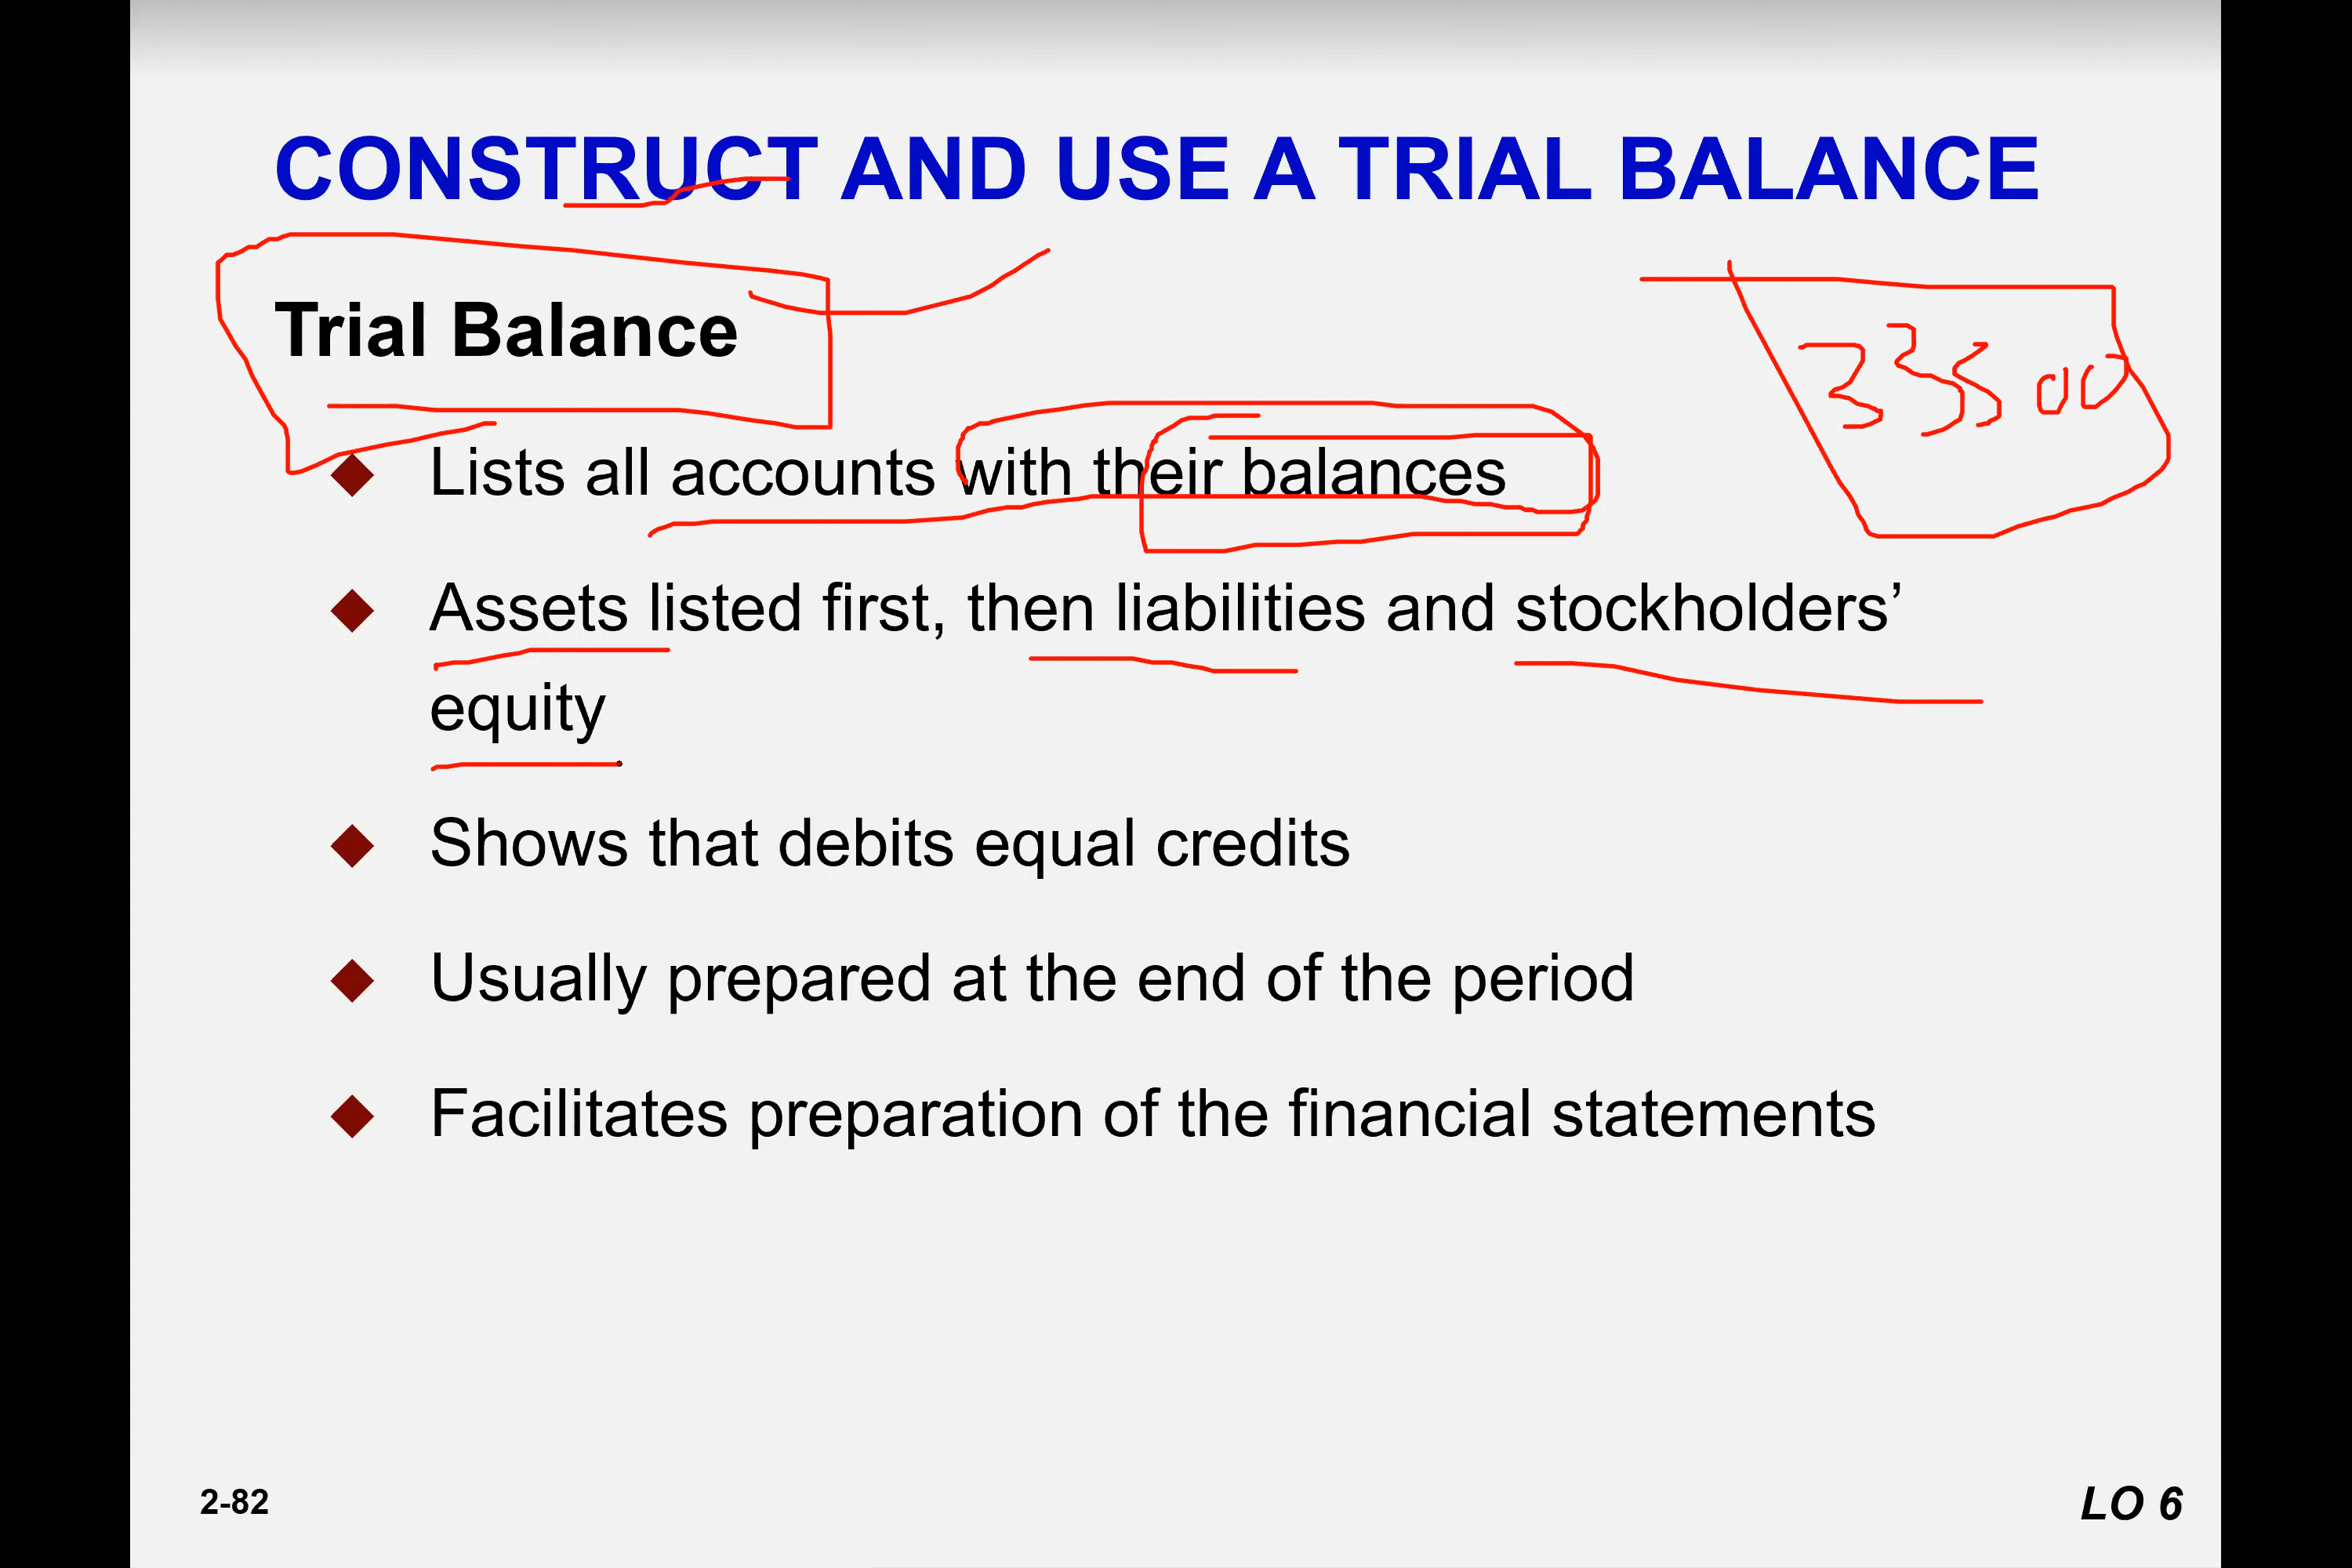 CONSTRUCT AND USE A TRIAL BALANCE
Trial Balance
Lists all accounts with their balances
Assets listed first, then liabilities and stockholders’
equity
Shows that debits equal credits
Usually prepared at the end of the period
Facilitates preparation of the financial statements
2-82
LO 6